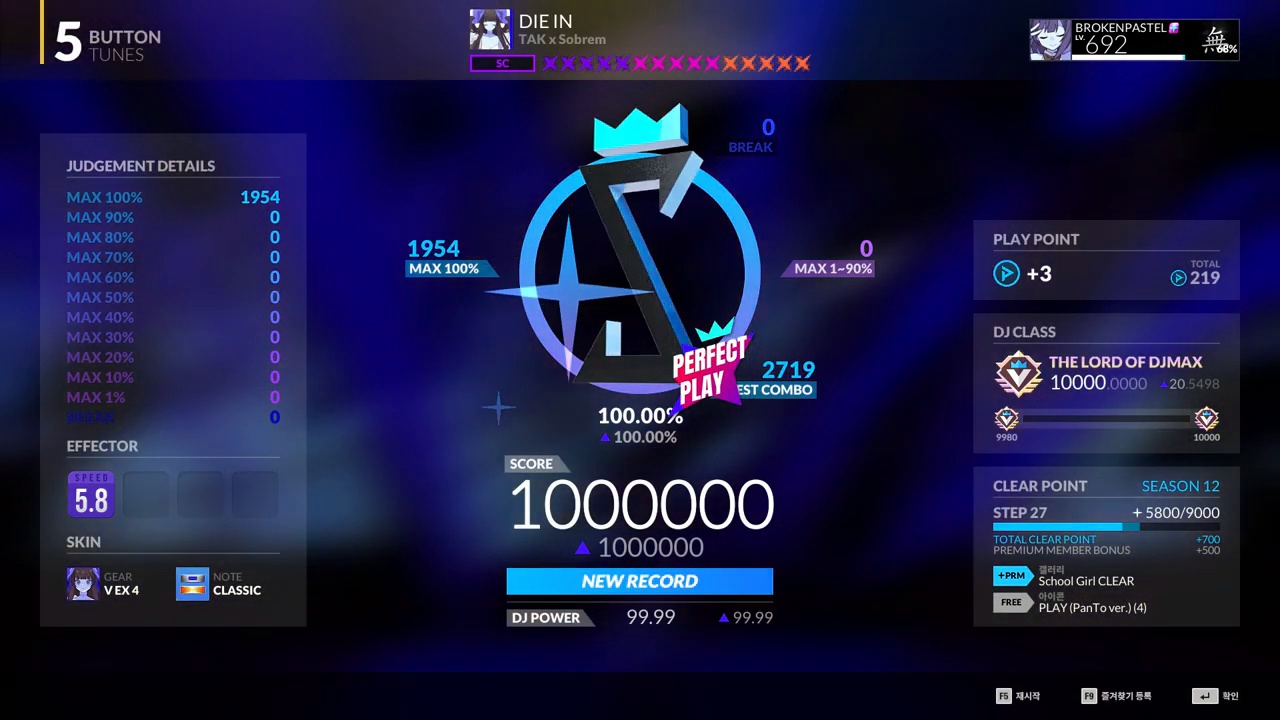 5 BUTTON
TUNES
DIE IN
TAK x Sobrem
SC
BROKENPASTEL
LV. 692
無
68%
JUDGEMENT DETAILS
MAX 100% 1954
MAX 90% 0
MAX 80% 0
MAX 70% 0
MAX 60% 0
MAX 50% 0
MAX 40% 0
MAX 30% 0
MAX 20% 0
MAX 10% 0
MAX 1% 0
BREAK 0
EFFECTOR
SPEED
5.8
SKIN
GEAR
V EX 4
NOTE
CLASSIC
0
BREAK
1954
MAX 100%
0
MAX 1~90%
S
PERFECT
PLAY
2719
EST COMBO
100.00%
▲ 100.00%
SCORE
1000000
▲ 1000000
NEW RECORD
DJ POWER 99.99 ▲ 99.99
PLAY POINT
+3
TOTAL
219
DJ CLASS
THE LORD OF DJMAX
10000.0000 ▲ 20.5498
9980 10000
CLEAR POINT SEASON 12
STEP 27 + 5800/9000
TOTAL CLEAR POINT +700
PREMIUM MEMBER BONUS +500
+PRM 갤러리
School Girl CLEAR
FREE 아이콘
PLAY (PanTo ver.) (4)
F5 재시작
F9 즐겨찾기 등록
확인